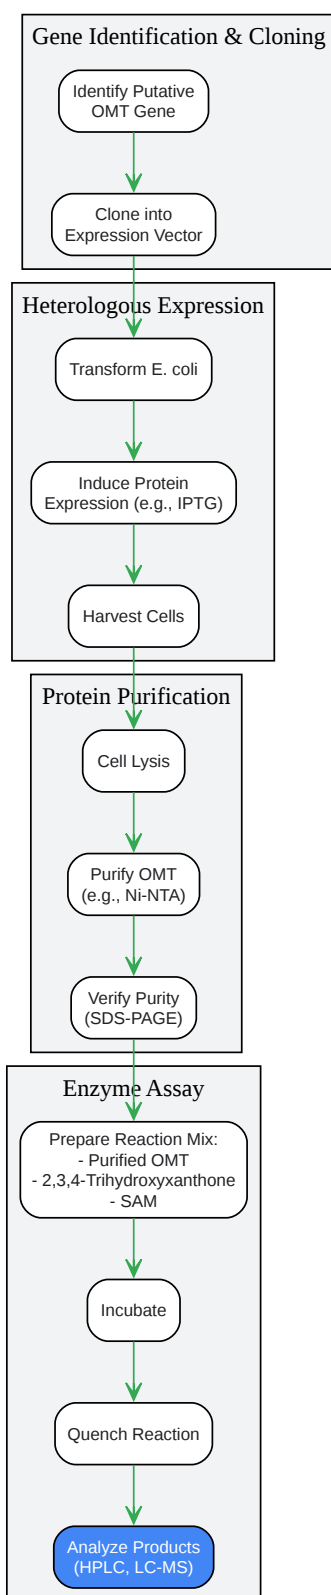 Gene Identification & Cloning
Identify Putative
OMT Gene
Clone into
Expression Vector
Heterologous Expression
Transform E. coli
Induce Protein
Expression (e.g., IPTG)
Harvest Cells
Protein Purification
Cell Lysis
Purify OMT
(e.g., Ni-NTA)
Verify Purity
(SDS-PAGE)
Enzyme Assay
Prepare Reaction Mix:
- Purified OMT
- 2,3,4-Trihydroxyxanthone
- SAM
Incubate
Quench Reaction
Analyze Products
(HPLC, LC-MS)